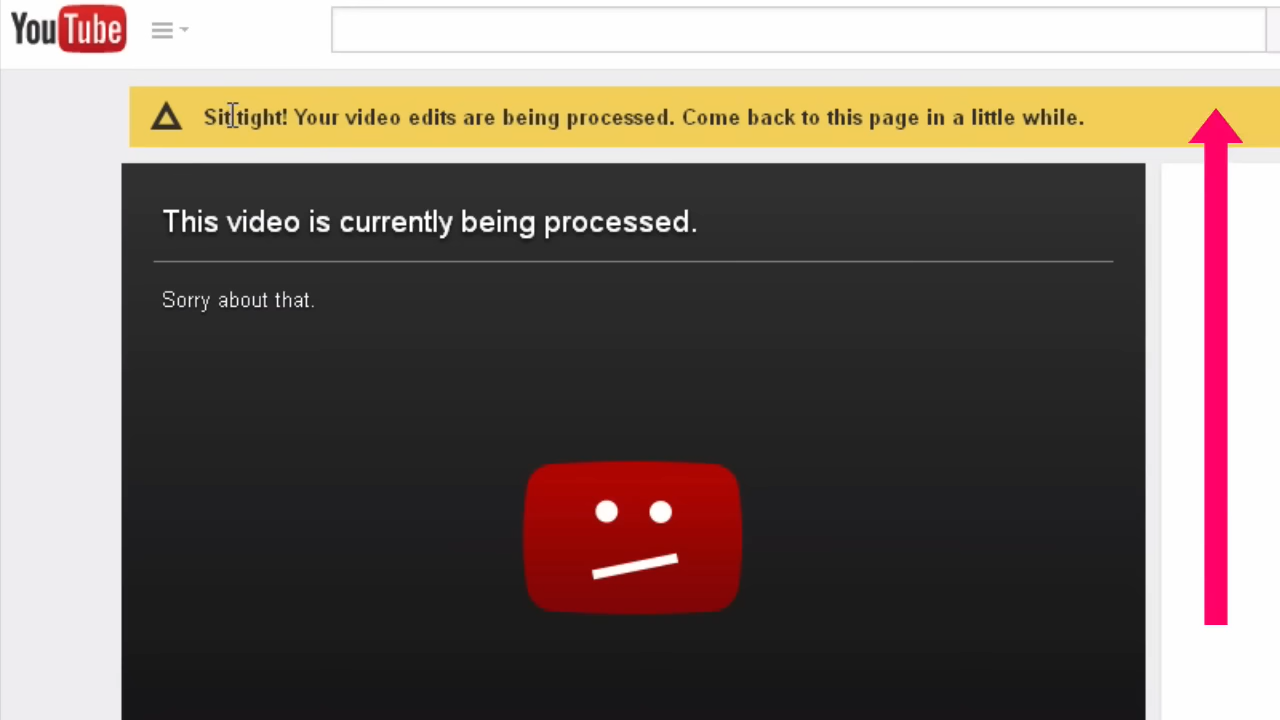 YouTube
Sit tight! Your video edits are being processed. Come back to this page in a little while.
This video is currently being processed.
Sorry about that.